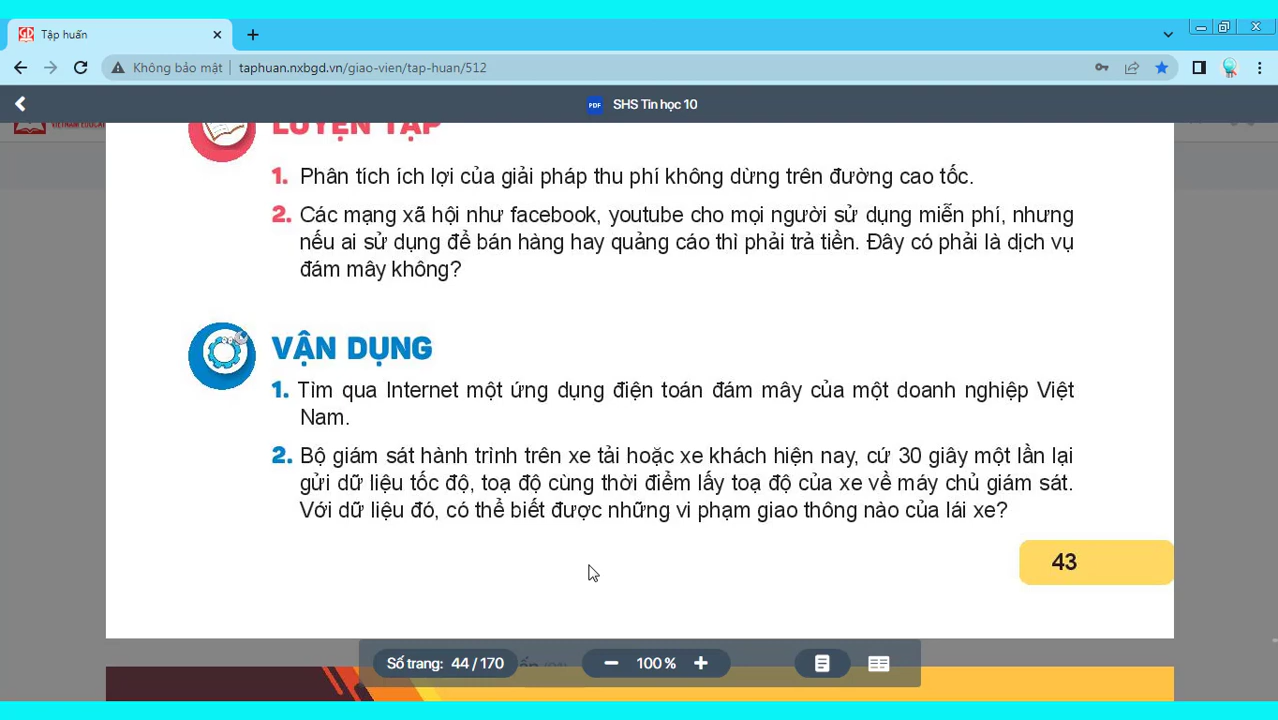 Tập huấn
Không bảo mật
taphuan.nxbgd.vn/giao-vien/tap-huan/512
PDF
SHS Tin học 10
LUYỆN TẬP
1. Phân tích ích lợi của giải pháp thu phí không dừng trên đường cao tốc.
2. Các mạng xã hội như facebook, youtube cho mọi người sử dụng miễn phí, nhưng
nếu ai sử dụng để bán hàng hay quảng cáo thì phải trả tiền. Đây có phải là dịch vụ
đám mây không?
VẬN DỤNG
1. Tìm qua Internet một ứng dụng điện toán đám mây của một doanh nghiệp Việt
Nam.
2. Bộ giám sát hành trình trên xe tải hoặc xe khách hiện nay, cứ 30 giây một lần lại
gửi dữ liệu tốc độ, toạ độ cùng thời điểm lấy toạ độ của xe về máy chủ giám sát.
Với dữ liệu đó, có thể biết được những vi phạm giao thông nào của lái xe?
43
Số trang: 44 / 170
100 %